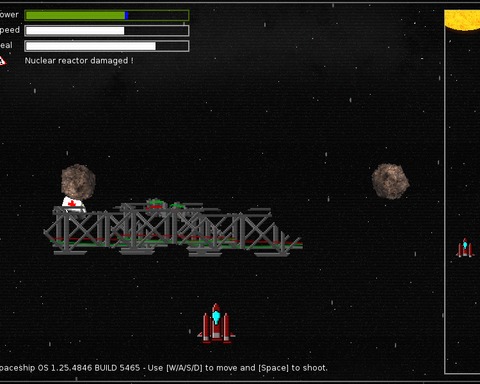 ower
peed
eal
Nuclear reactor damaged !
paceship OS 1.25.4846 BUILD 5465 - Use [W/A/S/D] to move and [Space] to shoot.